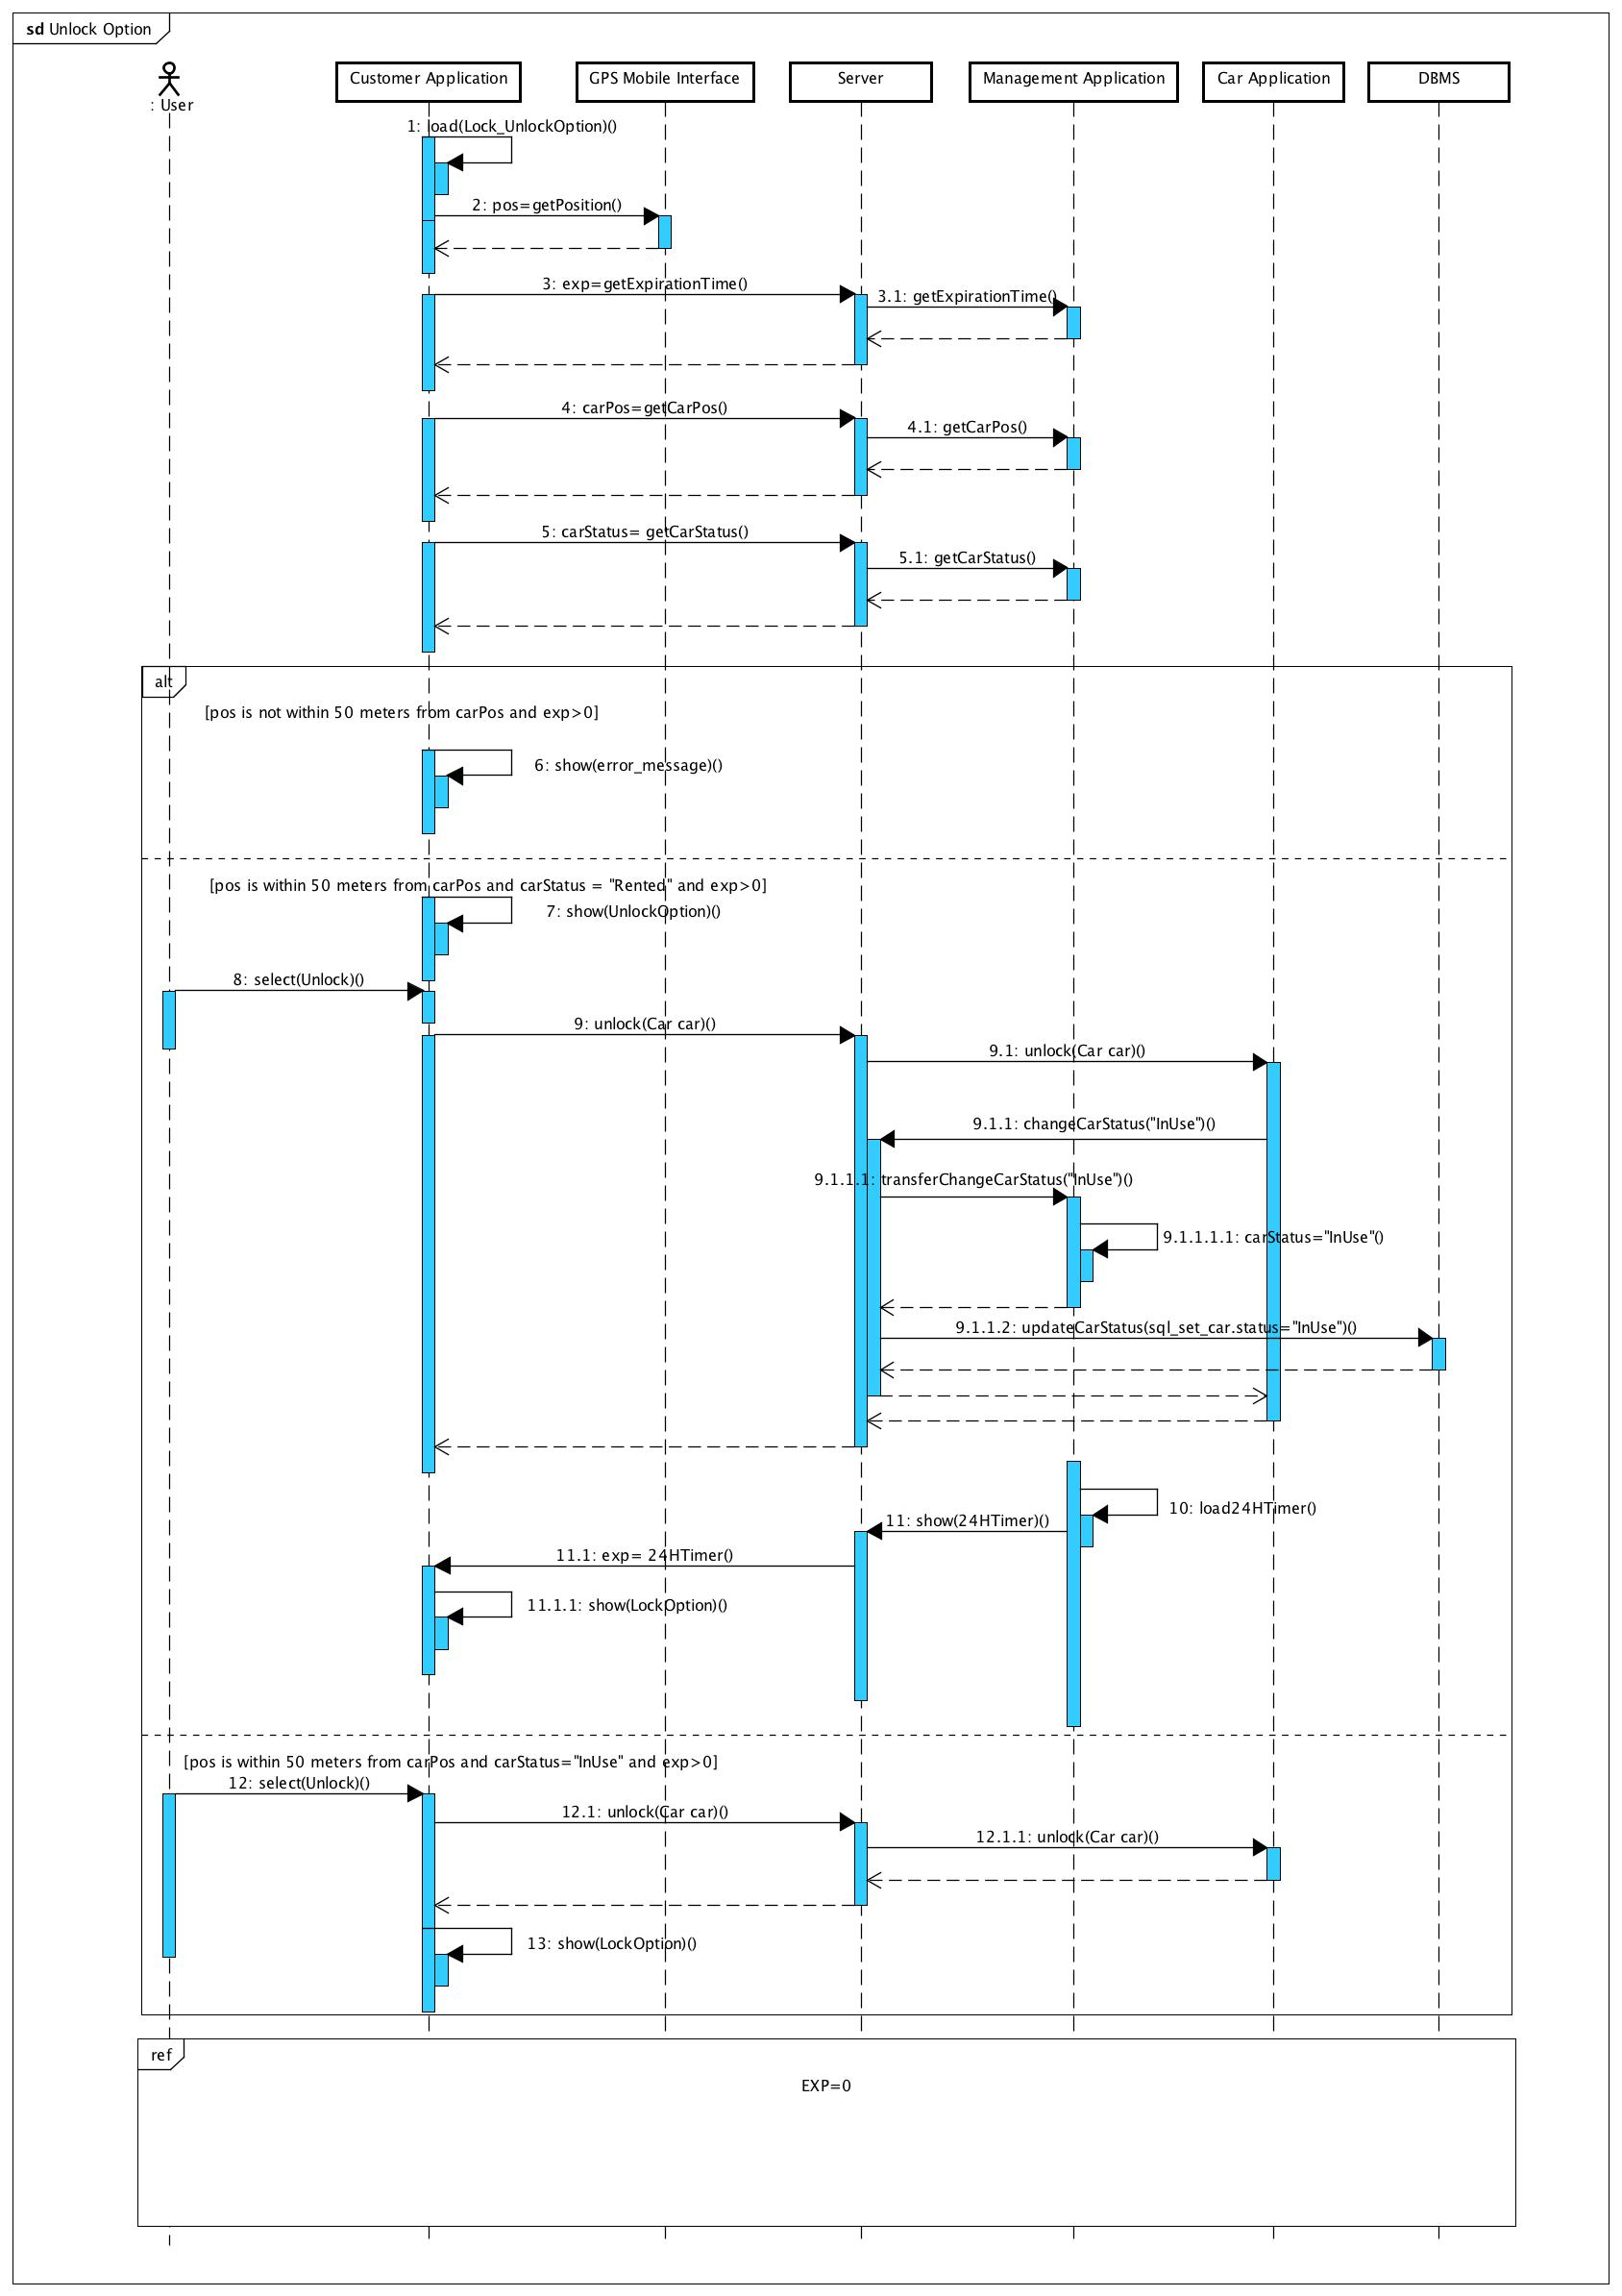 sd Unlock Option
: User
Customer Application
GPS Mobile Interface
Server
Management Application
Car Application
DBMS
1: load(Lock_UnlockOption)()
2: pos=getPosition()
3: exp=getExpirationTime()
3.1: getExpirationTime()
4: carPos=getCarPos()
4.1: getCarPos()
5: carStatus= getCarStatus()
5.1: getCarStatus()
alt
[pos is not within 50 meters from carPos and exp>0]
6: show(error_message)()
[pos is within 50 meters from carPos and carStatus = "Rented" and exp>0]
7: show(UnlockOption)()
8: select(Unlock)()
9: unlock(Car car)()
9.1: unlock(Car car)()
9.1.1: changeCarStatus("InUse")()
9.1.1.1: transferChangeCarStatus("InUse")()
9.1.1.1.1: carStatus="InUse"()
9.1.1.2: updateCarStatus(sql_set_car.status="InUse")()
10: load24HTimer()
11: show(24HTimer)()
11.1: exp= 24HTimer()
11.1.1: show(LockOption)()
[pos is within 50 meters from carPos and carStatus="InUse" and exp>0]
12: select(Unlock)()
12.1: unlock(Car car)()
12.1.1: unlock(Car car)()
13: show(LockOption)()
ref
EXP=0